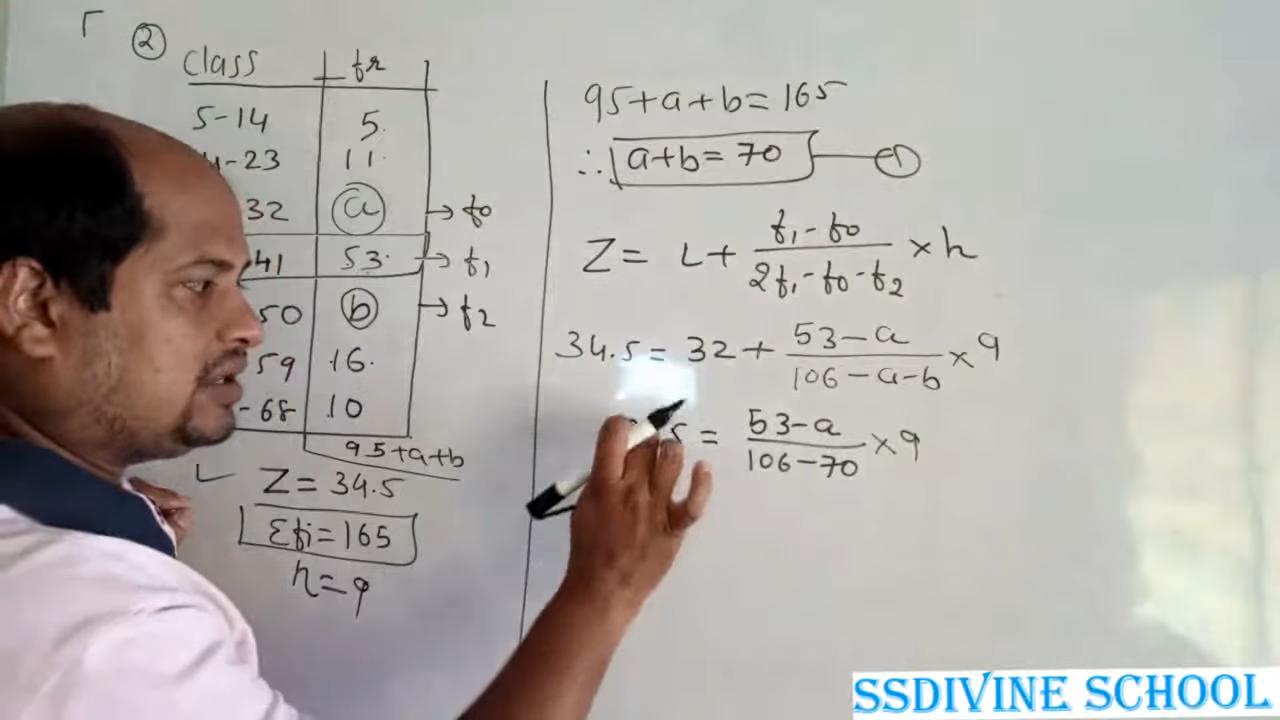 ②
Class fr
5-14 5
-23 11
32 a → f0
41 53 → f1
50 b → f2
59 16
-68 10
95+a+b
Z = 34.5
Σfi = 165
h = 9
95+a+b = 165
∴ a+b = 70 — ①
Z = L + (f1 - f0)/(2f1 - f0 - f2) × h
34.5 = 32 + (53-a)/(106-a-b) × 9
5 = (53-a)/(106-70) × 9
SSDIVINE SCHOOL